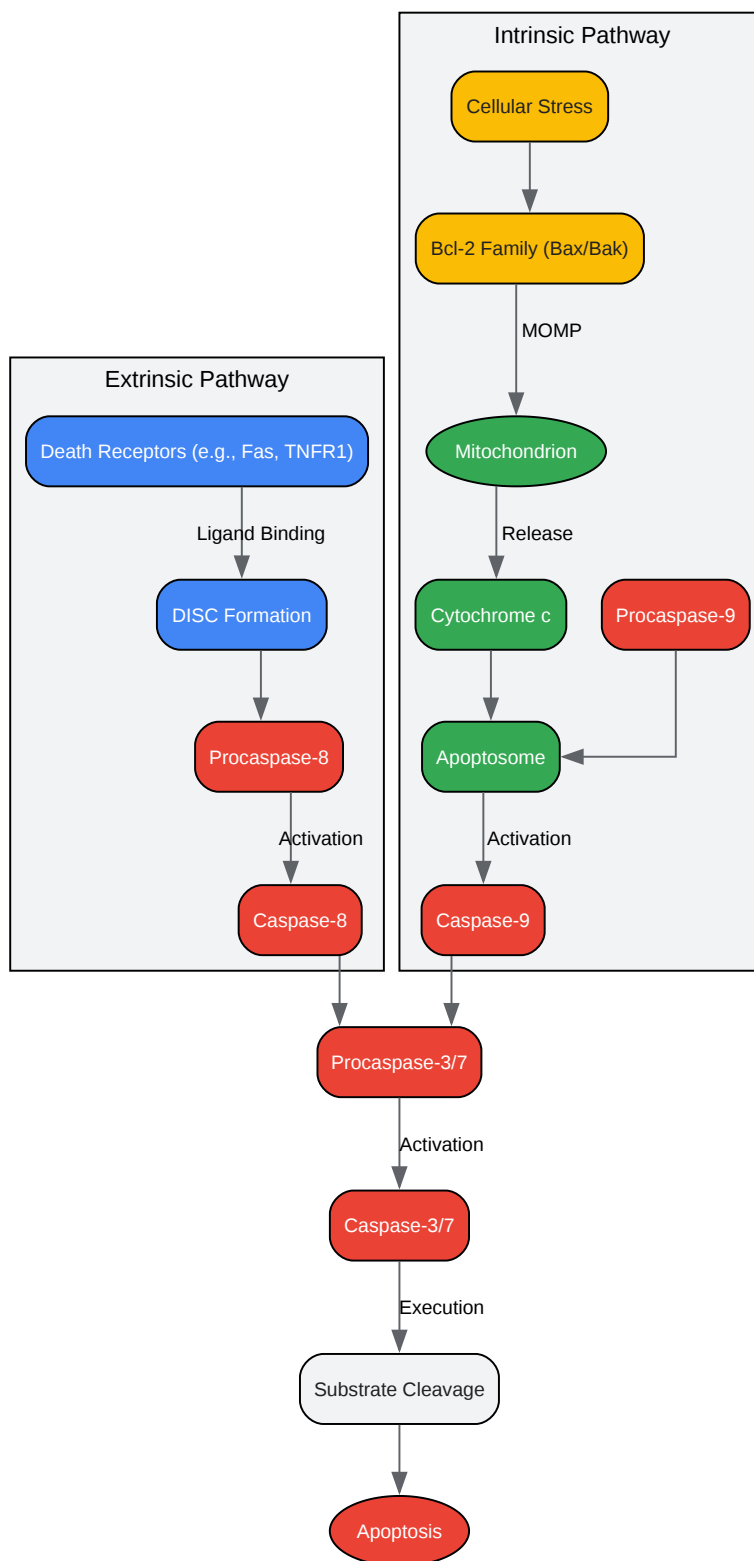 Intrinsic Pathway
Cellular Stress
Bcl-2 Family (Bax/Bak)
MOMP
Extrinsic Pathway
Death Receptors (e.g., Fas, TNFR1)
Mitochondrion
Ligand Binding
Release
DISC Formation
Cytochrome c
Procaspase-9
Procaspase-8
Apoptosome
Activation
Activation
Caspase-8
Caspase-9
Procaspase-3/7
Activation
Caspase-3/7
Execution
Substrate Cleavage
Apoptosis